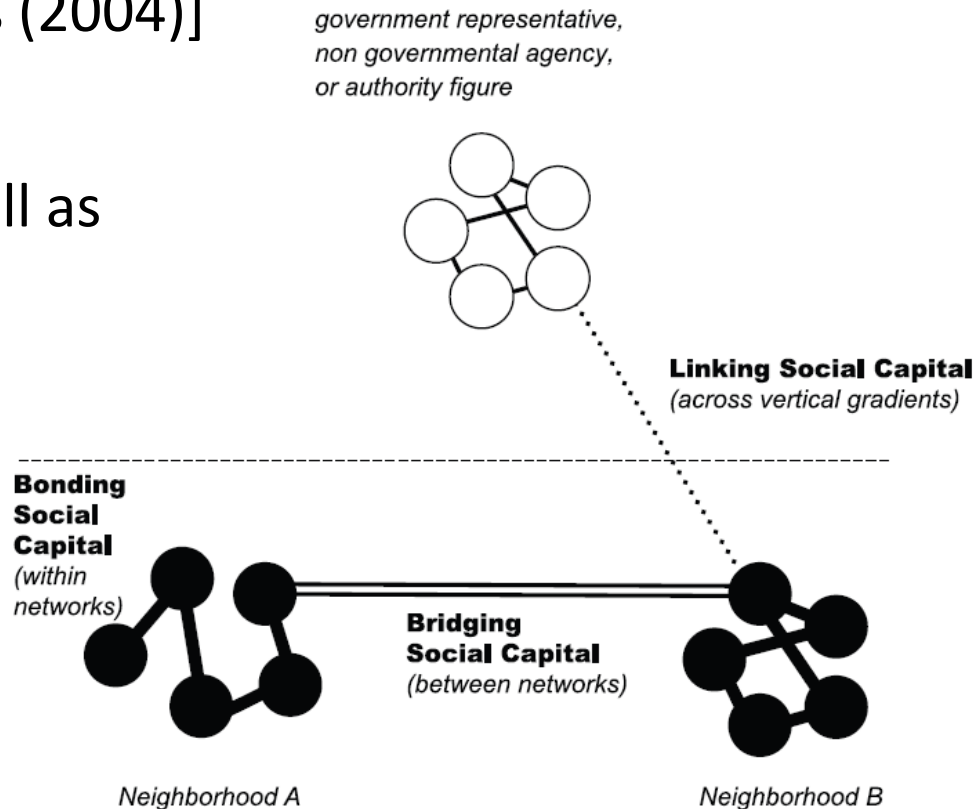 s (2004)]
government representative,
non governmental agency,
or authority figure
ll as
Linking Social Capital
(across vertical gradients)
Bonding
Social
Capital
(within
networks)
Bridging
Social Capital
(between networks)
Neighborhood A
Neighborhood B